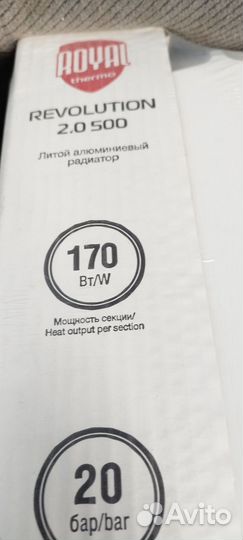 ROYAL
thermo
REVOLUTION
2.0 500
Литой алюминиевый
радиатор
170
Вт/W
Мощность секции/
Heat output per section
20
бар/bar
Avito